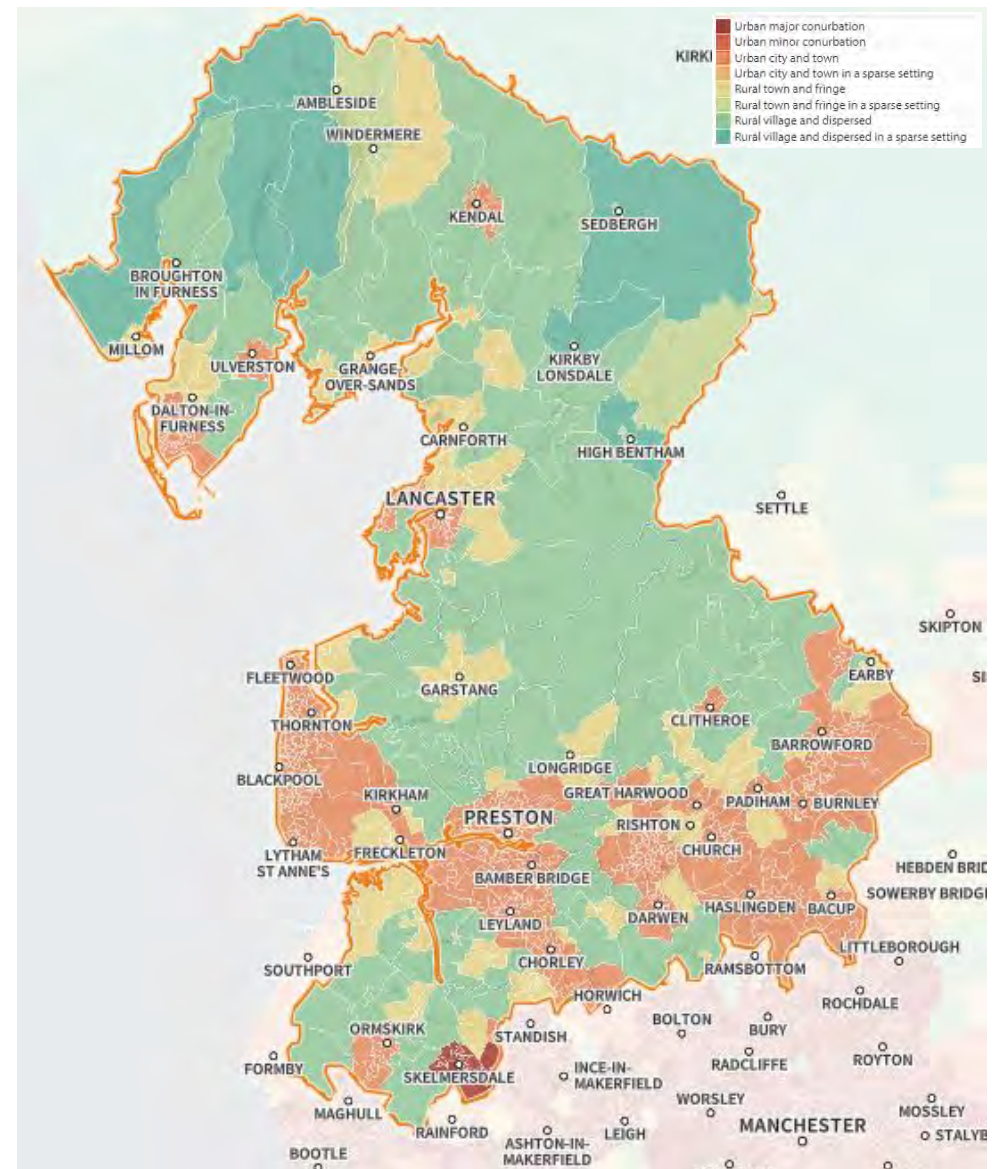 Urban major conurbation
Urban minor conurbation
Urban city and town
Urban city and town in a sparse setting
Rural town and fringe
Rural town and fringe in a sparse setting
Rural village and dispersed
Rural village and dispersed in a sparse setting
KIRK
AMBLESIDE
WINDERMERE
KENDAL
SEDBERGH
BROUGHTON
IN FURNESS
MILLOM
ULVERSTON
GRANGE-
OVER-SANDS
KIRKBY
LONSDALE
DALTON-IN-
FURNESS
CARNFORTH
HIGH BENTHAM
LANCASTER
SETTLE
SKIPTON
FLEETWOOD
GARSTANG
EARBY
SI
THORNTON
CLITHEROE
BARROWFORD
BLACKPOOL
LONGRIDGE
KIRKHAM
GREAT HARWOOD
PADIHAM
BURNLEY
PRESTON
RISHTON
CHURCH
LYTHAM
ST ANNE'S
FRECKLETON
BAMBER BRIDGE
HEBDEN BRID
SOWERBY BRIDGE
LEYLAND
DARWEN
HASLINGDEN
BACUP
CHORLEY
LITTLEBOROUGH
SOUTHPORT
RAMSBOTTOM
HORWICH
ROCHDALE
ORMSKIRK
STANDISH
BOLTON
BURY
FORMBY
SKELMERSDALE
INCE-IN-
MAKERFIELD
RADCLIFFE
ROYTON
MAGHULL
WORSLEY
MOSSLEY
RAINFORD
ASHTON-IN-
MAKERFIELD
LEIGH
MANCHESTER
STALYB
BOOTLE